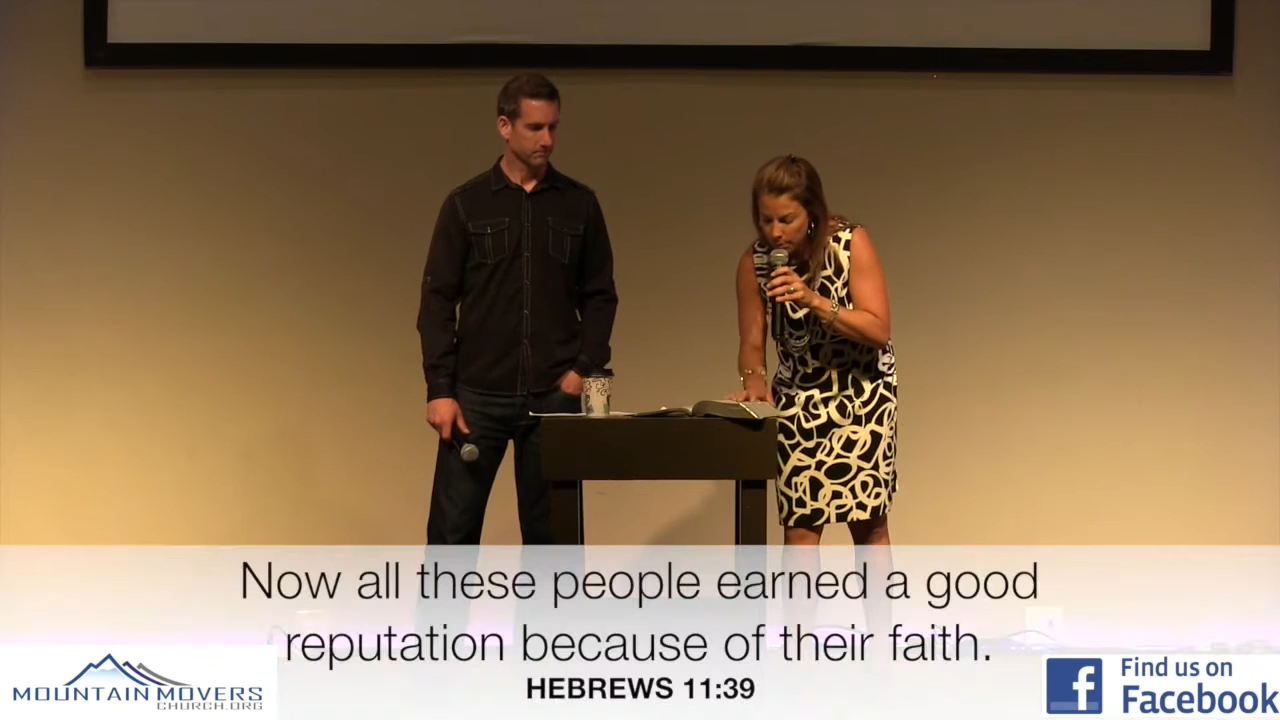 Now all these people earned a good
reputation because of their faith.
HEBREWS 11:39
MOUNTAIN MOVERS
CHURCH.ORG
Find us on
Facebook